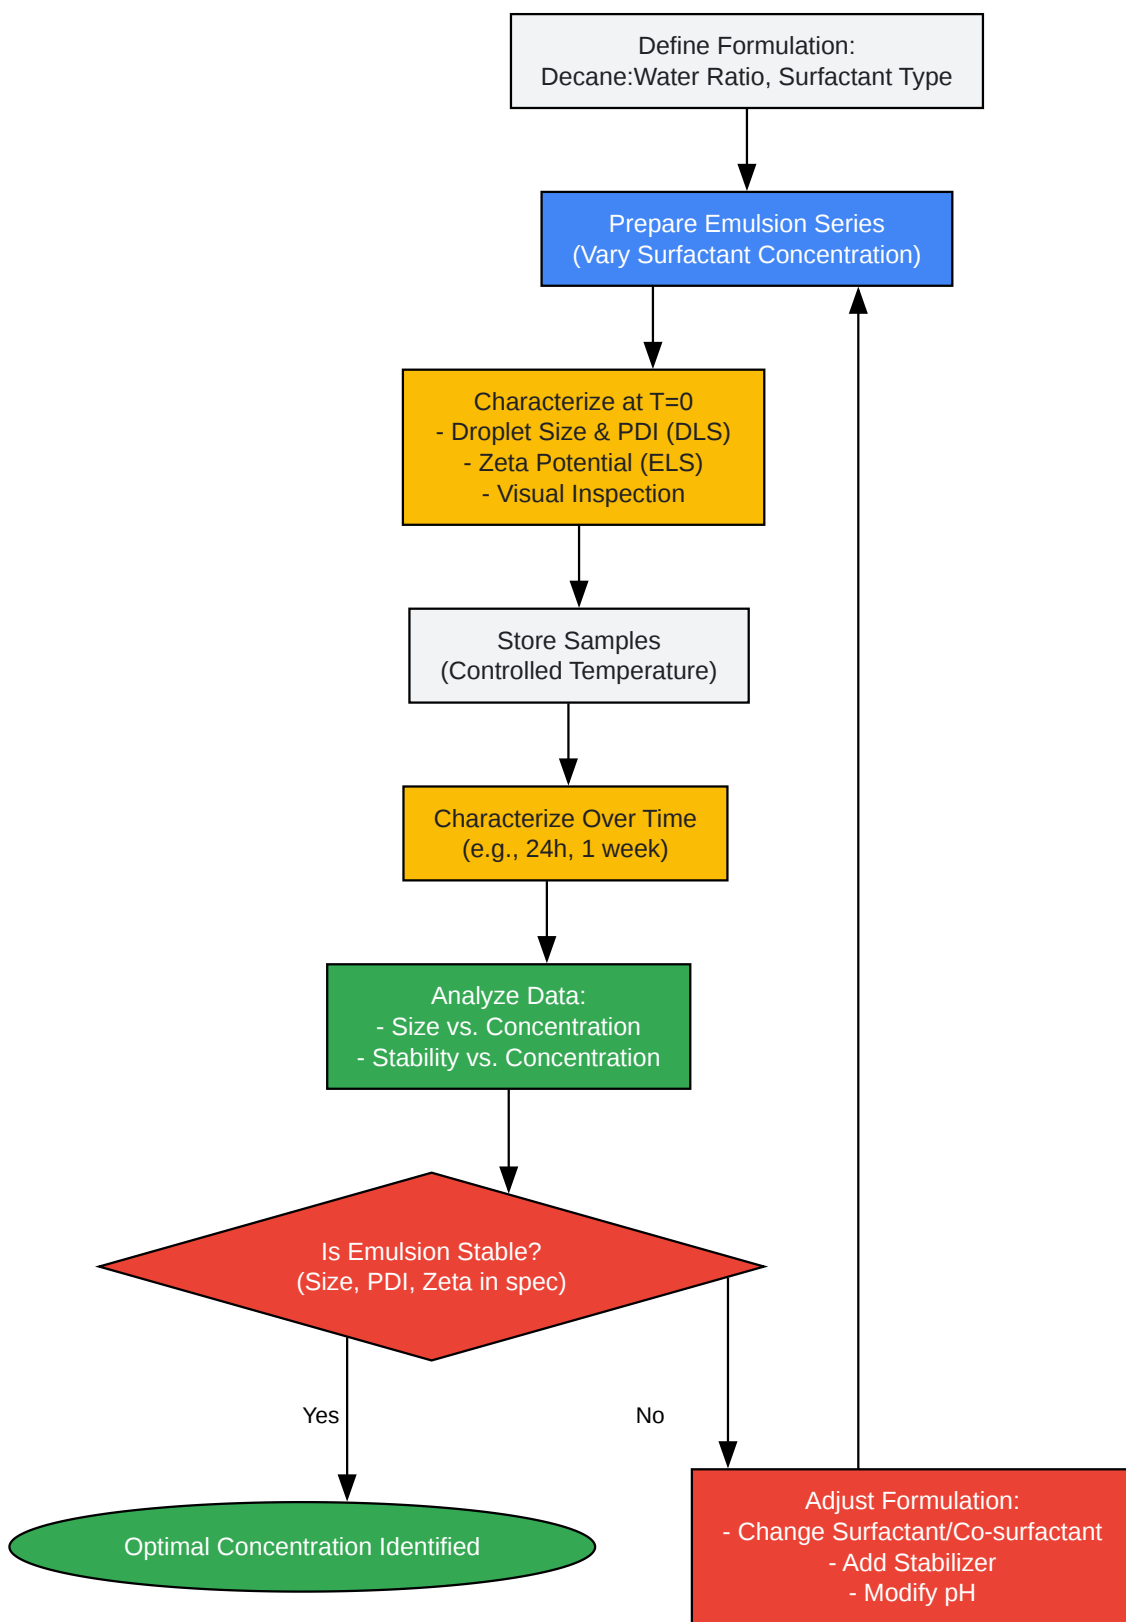 Define Formulation:
Decane:Water Ratio, Surfactant Type
Prepare Emulsion Series
(Vary Surfactant Concentration)
Characterize at T=0
- Droplet Size & PDI (DLS)
- Zeta Potential (ELS)
- Visual Inspection
Store Samples
(Controlled Temperature)
Characterize Over Time
(e.g., 24h, 1 week)
Analyze Data:
- Size vs. Concentration
- Stability vs. Concentration
Is Emulsion Stable?
(Size, PDI, Zeta in spec)
Yes
No
Optimal Concentration Identified
Adjust Formulation:
- Change Surfactant/Co-surfactant
- Add Stabilizer
- Modify pH